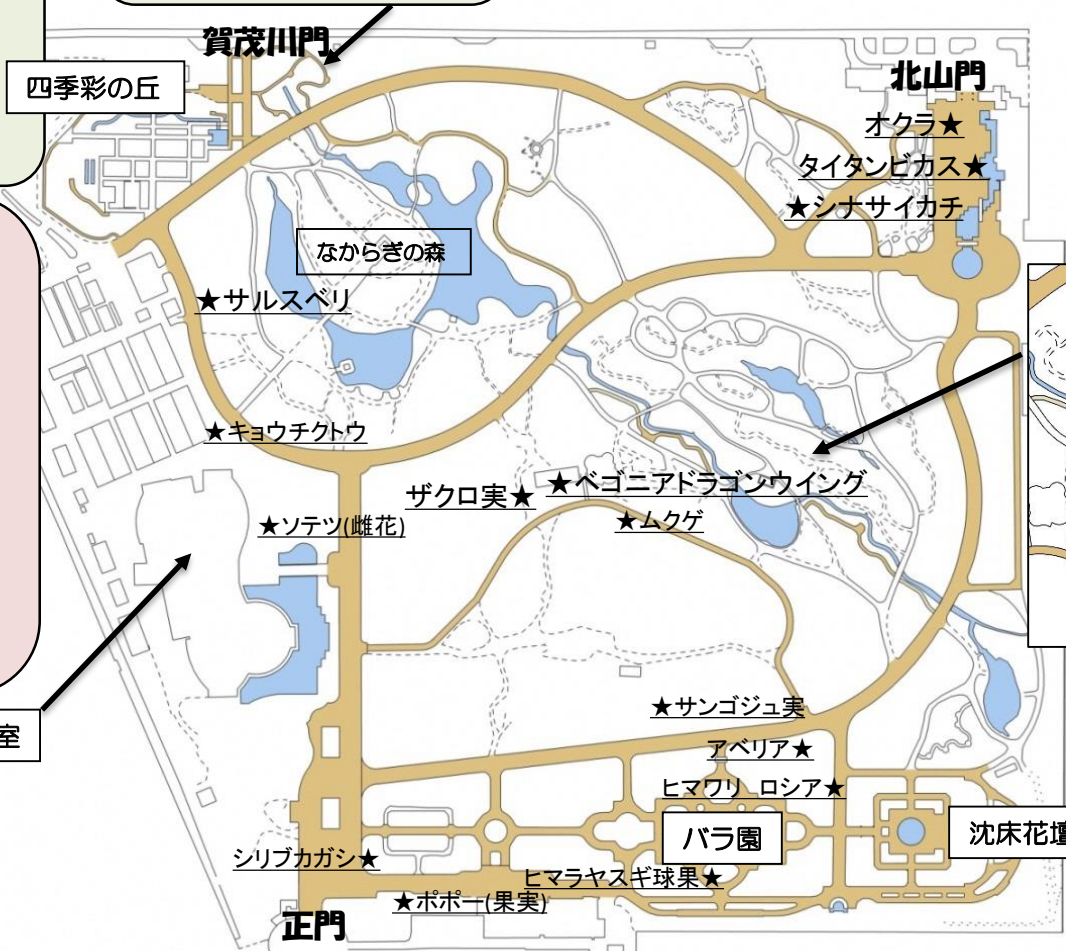 賀茂川門
四季彩の丘
北山門
オクラ★
タイタンビカス★
★シナサイカチ
なからぎの森
★サルスベリ
★キョウチクトウ
ザクロ実★
★ベゴニアドラゴンウイング
★ムクゲ
★ソテツ(雌花)
室
★サンゴジュ実
アベリア★
ヒマワリ ロシア★
バラ園
沈床花壇
シリブカガシ★
ヒマラヤスギ球果★
★ポポー(果実)
正門